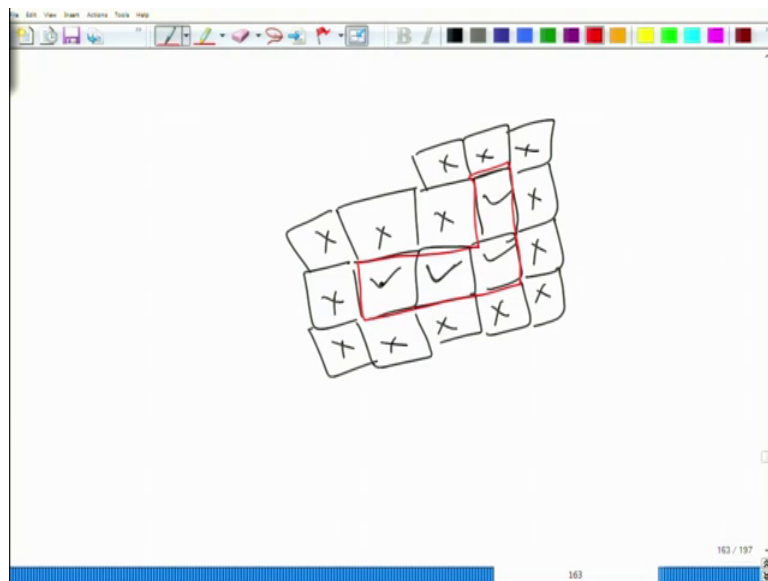 File Edit View Insert Actions Tools Help
B I
x x x
x x x ✓ x
x ✓ ✓ ✓ x
x x x x x
163 / 197
163